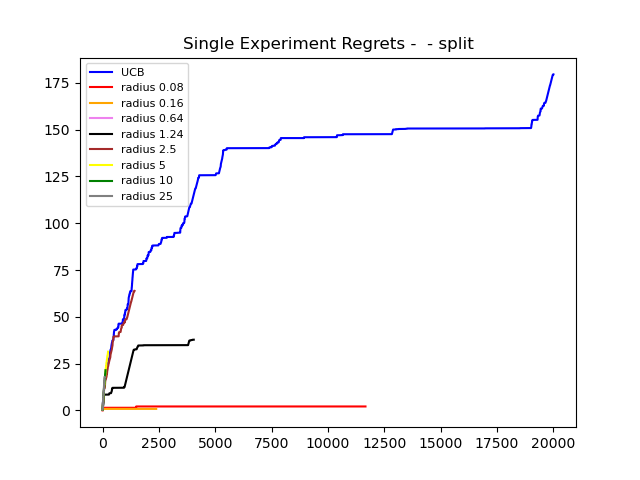 Single Experiment Regrets -  - split
UCB
radius 0.08
radius 0.16
radius 0.64
radius 1.24
radius 2.5
radius 5
radius 10
radius 25
175
150
125
100
75
50
25
0
0 2500 5000 7500 10000 12500 15000 17500 20000